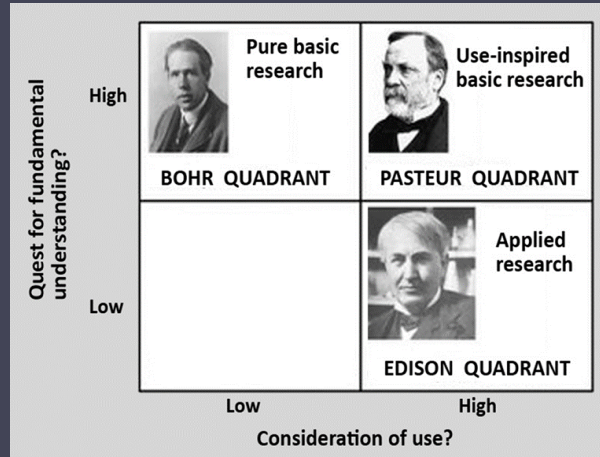 Quest for fundamental
understanding?
High
Pure basic
research
BOHR QUADRANT
Use-inspired
basic research
PASTEUR QUADRANT
Low
Applied
research
EDISON QUADRANT
Low
High
Consideration of use?